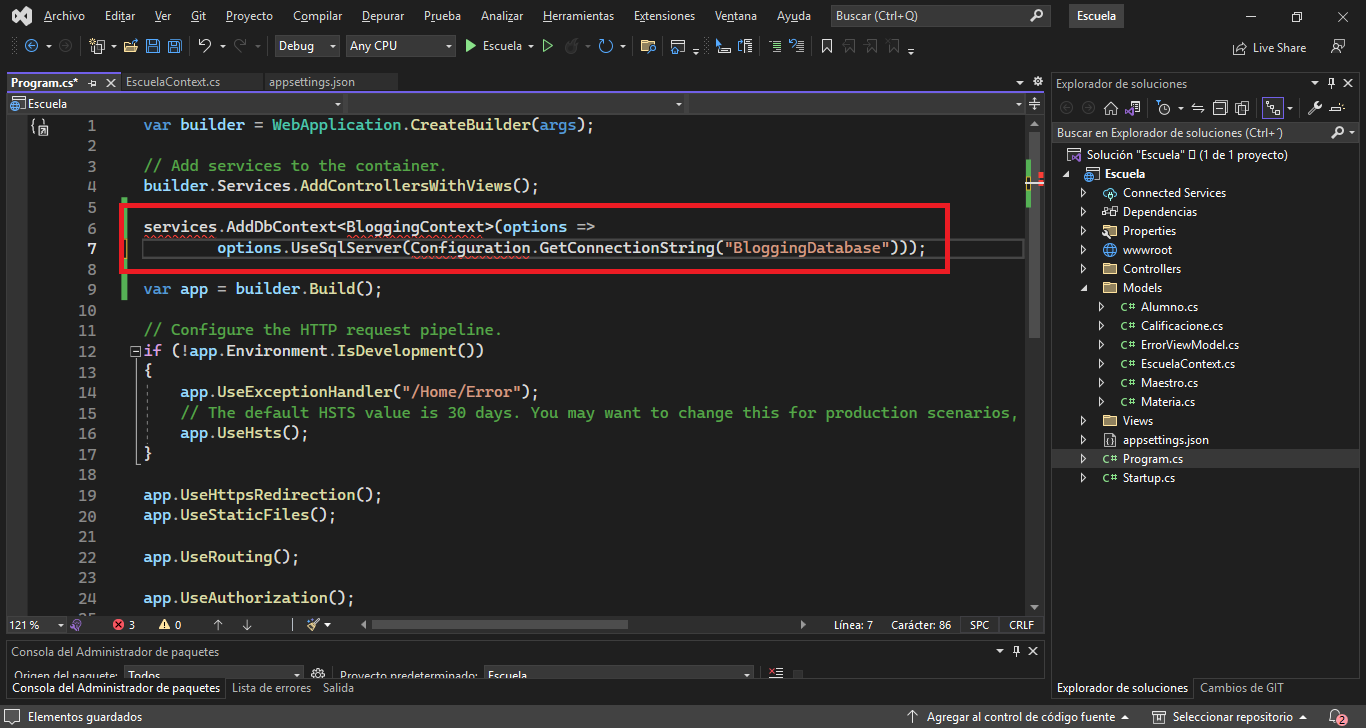 Archivo Editar Ver Git Proyecto Compilar Depurar Prueba Analizar Herramientas Extensiones Ventana Ayuda Buscar (Ctrl+Q) Escuela
Debug Any CPU Escuela Live Share
Program.cs* EscuelaContext.cs appsettings.json
Escuela
1 var builder = WebApplication.CreateBuilder(args);
2
3 // Add services to the container.
4 builder.Services.AddControllersWithViews();
5
6 services.AddDbContext<BloggingContext>(options =>
7 options.UseSqlServer(Configuration.GetConnectionString("BloggingDatabase")));
8
9 var app = builder.Build();
10
11 // Configure the HTTP request pipeline.
12 if (!app.Environment.IsDevelopment())
13 {
14 app.UseExceptionHandler("/Home/Error");
15 // The default HSTS value is 30 days. You may want to change this for production scenarios,
16 app.UseHsts();
17 }
18
19 app.UseHttpsRedirection();
20 app.UseStaticFiles();
21
22 app.UseRouting();
23
24 app.UseAuthorization();
121 % 3 0 Línea: 7 Carácter: 86 SPC CRLF
Consola del Administrador de paquetes
Origen del paquete: Todos Proyecto predeterminado: Escuela
Consola del Administrador de paquetes Lista de errores Salida
Explorador de soluciones
Buscar en Explorador de soluciones (Ctrl+´)
Solución "Escuela" (1 de 1 proyecto)
Escuela
Connected Services
Dependencias
Properties
wwwroot
Controllers
Models
C# Alumno.cs
C# Calificacione.cs
C# ErrorViewModel.cs
C# EscuelaContext.cs
C# Maestro.cs
C# Materia.cs
Views
appsettings.json
C# Program.cs
C# Startup.cs
Explorador de soluciones Cambios de GIT
Elementos guardados Agregar al control de código fuente Seleccionar repositorio 2